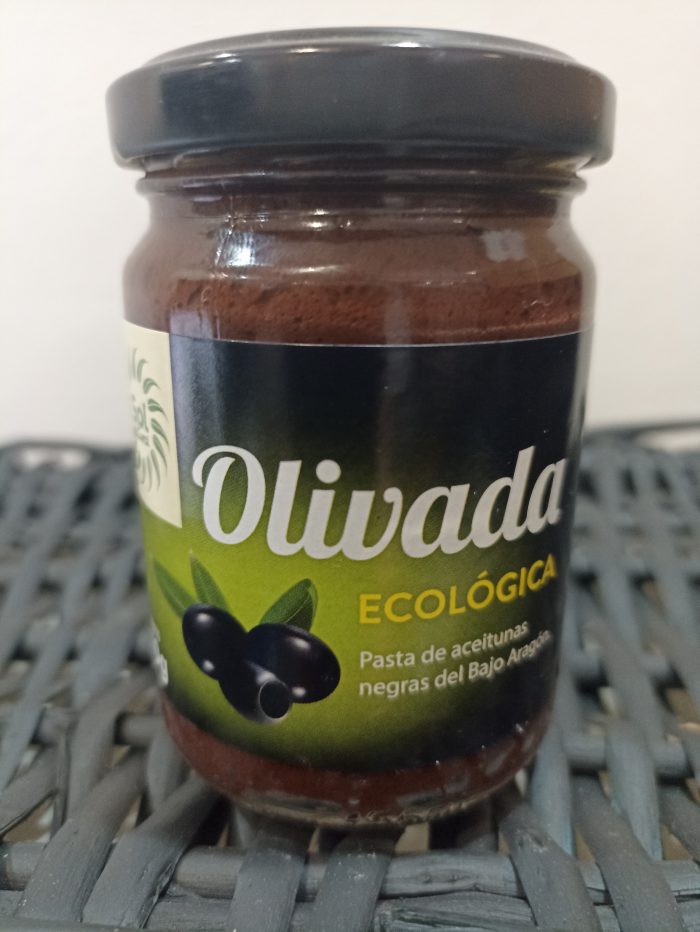 Olivada
ECOLÓGICA
Pasta de aceitunas
negras del Bajo Aragón.